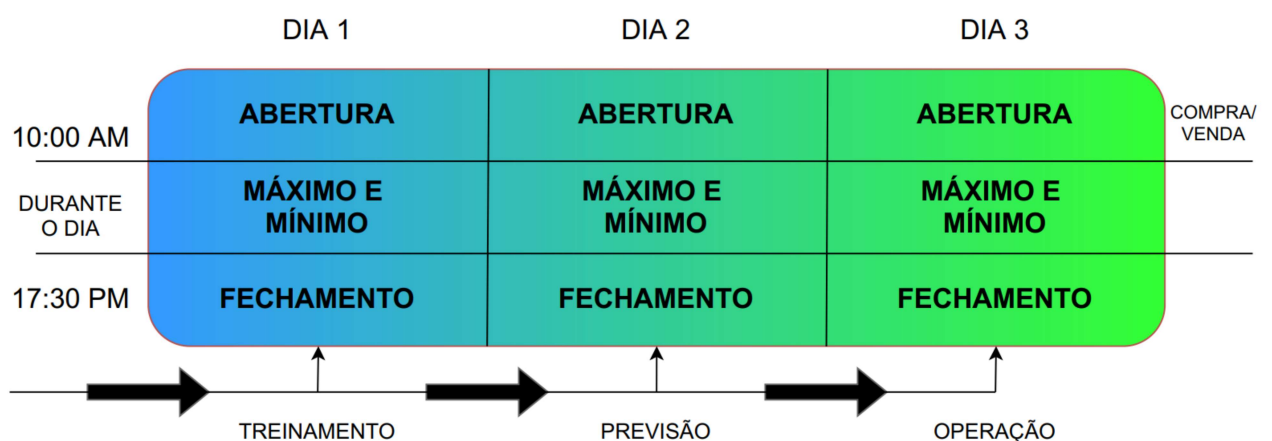 DIA 1
DIA 2
DIA 3
10:00 AM
ABERTURA
ABERTURA
ABERTURA
COMPRA/
VENDA
DURANTE
O DIA
MÁXIMO E
MÍNIMO
MÁXIMO E
MÍNIMO
MÁXIMO E
MÍNIMO
17:30 PM
FECHAMENTO
FECHAMENTO
FECHAMENTO
TREINAMENTO
PREVISÃO
OPERAÇÃO